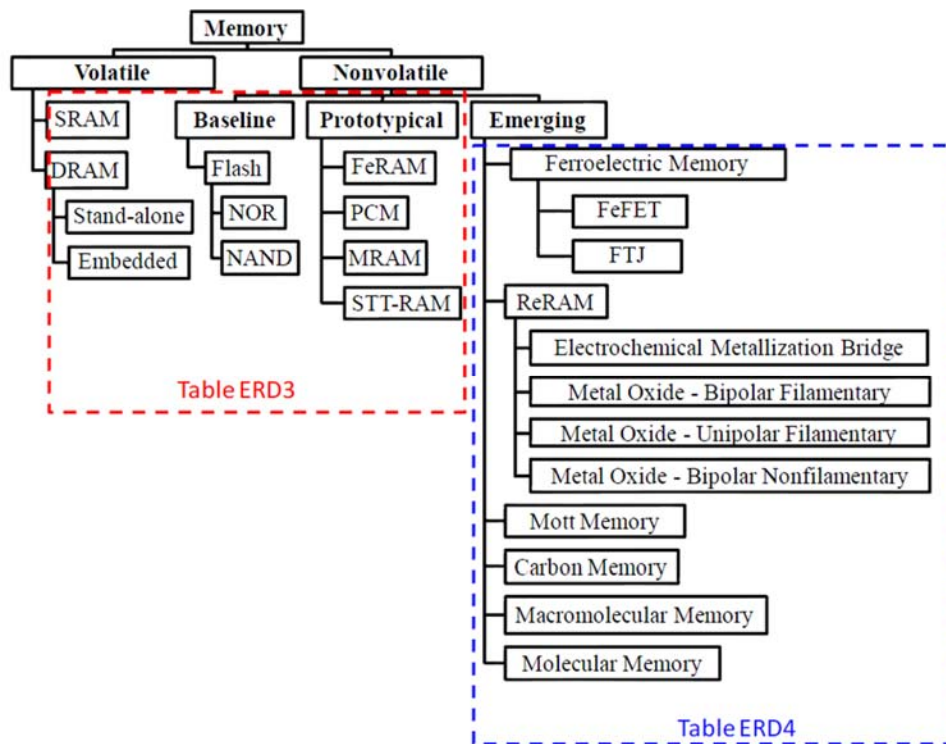 Memory
Volatile
Nonvolatile
SRAM
DRAM
Stand-alone
Embedded
Baseline
Flash
NOR
NAND
Prototypical
FeRAM
PCM
MRAM
STT-RAM
Table ERD3
Emerging
Ferroelectric Memory
FeFET
FTJ
ReRAM
Electrochemical Metallization Bridge
Metal Oxide - Bipolar Filamentary
Metal Oxide - Unipolar Filamentary
Metal Oxide - Bipolar Nonfilamentary
Mott Memory
Carbon Memory
Macromolecular Memory
Molecular Memory
Table ERD4